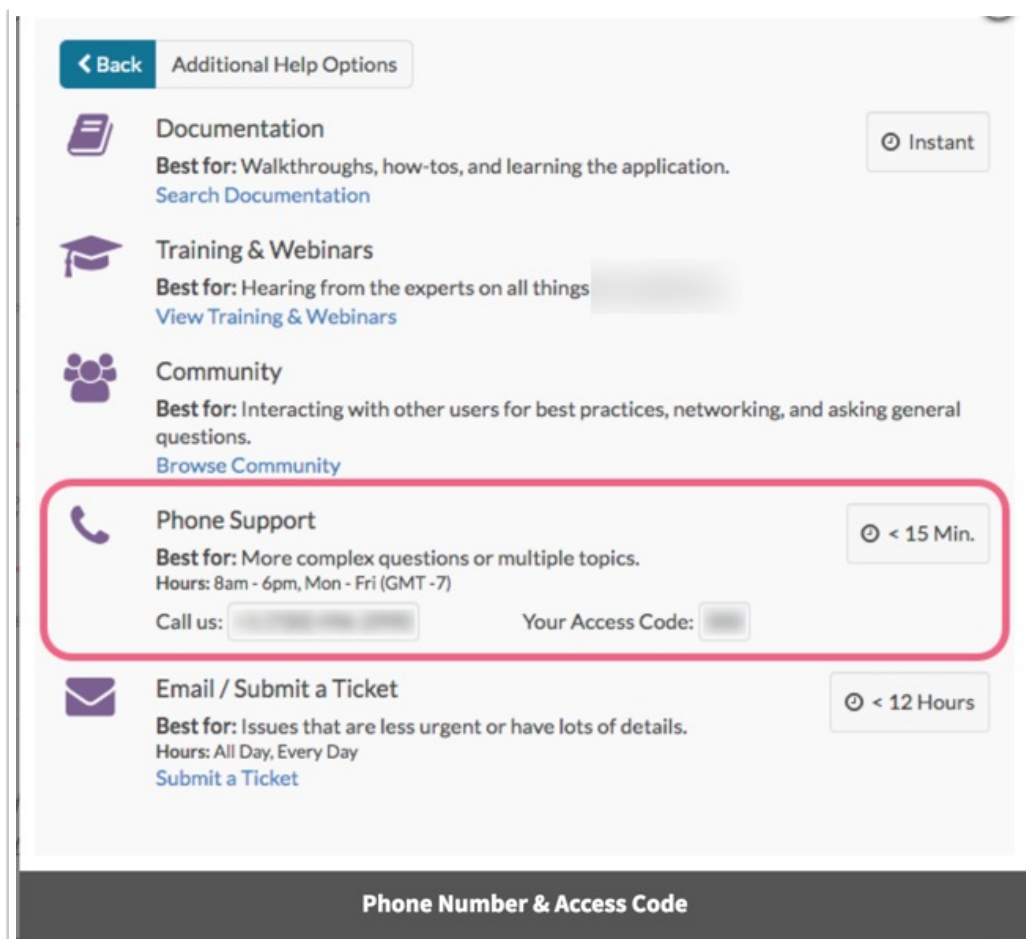 Back Additional Help Options
Documentation
Instant
Best for: Walkthroughs, how-tos, and learning the application.
Search Documentation
Training & Webinars
Best for: Hearing from the experts on all things
View Training & Webinars
Community
Best for: Interacting with other users for best practices, networking, and asking general
questions.
Browse Community
Phone Support
< 15 Min.
Best for: More complex questions or multiple topics.
Hours: 8am - 6pm, Mon - Fri (GMT -7)
Call us: Your Access Code:
Email / Submit a Ticket
< 12 Hours
Best for: Issues that are less urgent or have lots of details.
Hours: All Day, Every Day
Submit a Ticket
Phone Number & Access Code